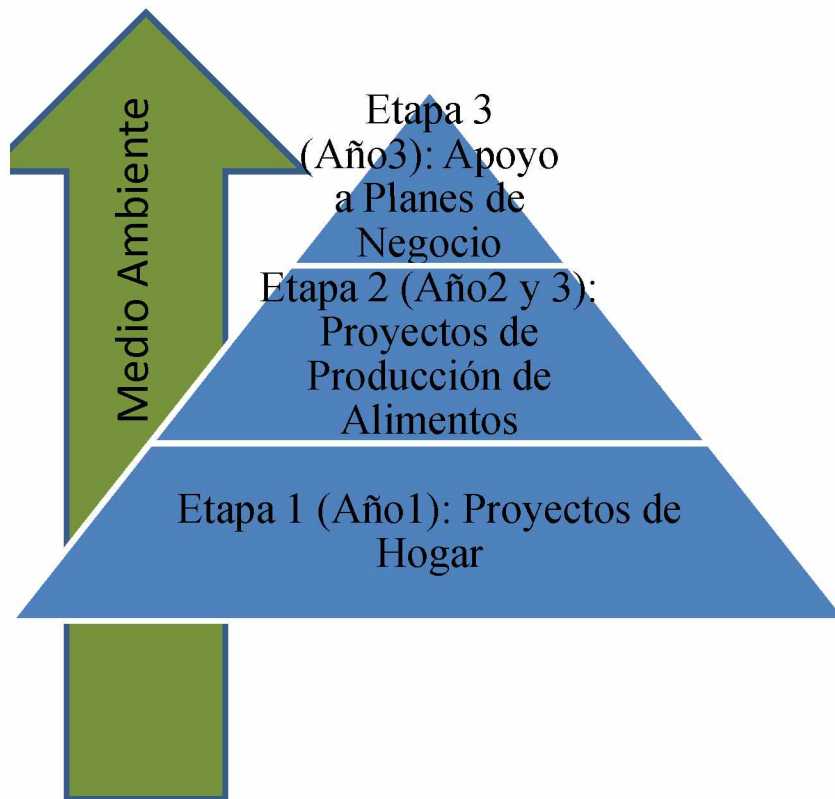 Medio Ambiente
Etapa 3
(Año3): Apoyo
a Planes de
Negocio
Etapa 2 (Año2 y 3):
Proyectos de
Producción de
Alimentos
Etapa 1 (Año1): Proyectos de
Hogar